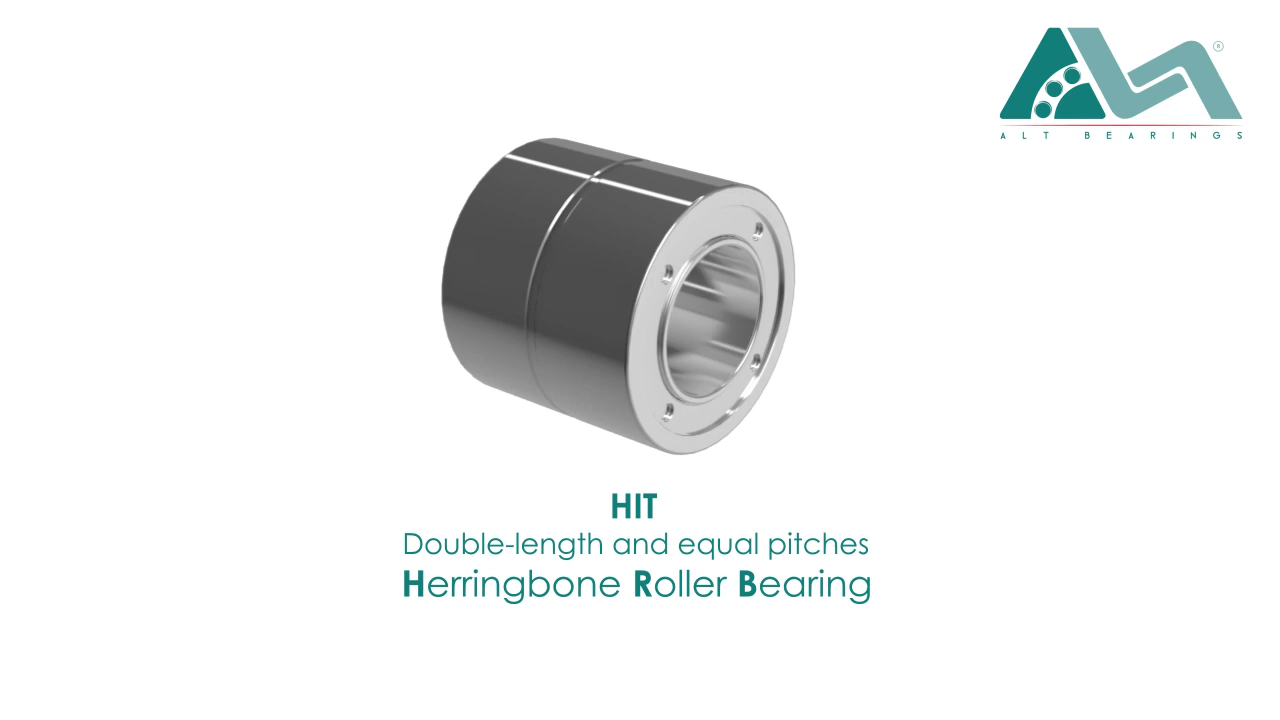 ALT BEARINGS
®
HIT
Double-length and equal pitches
Herringbone Roller Bearing